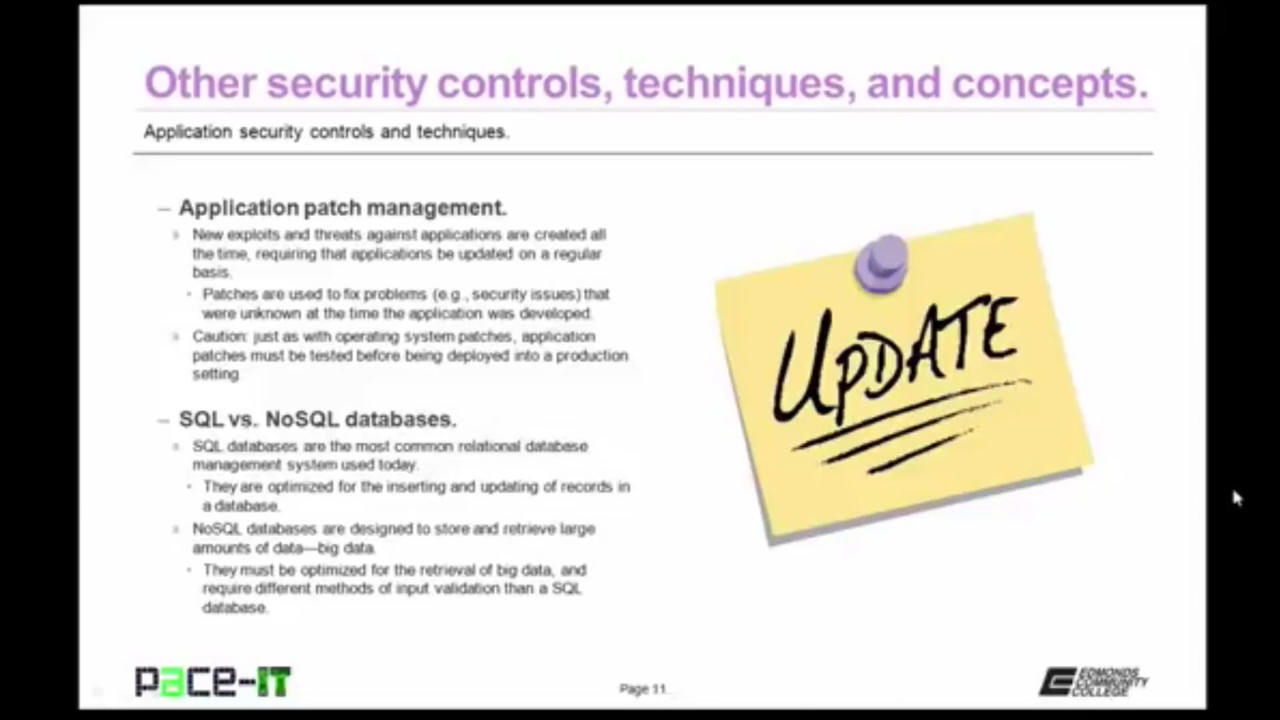 Other security controls, techniques, and concepts.
Application security controls and techniques.
– Application patch management.
» New exploits and threats against applications are created all
the time, requiring that applications be updated on a regular
basis.
• Patches are used to fix problems (e.g., security issues) that
were unknown at the time the application was developed.
» Caution: just as with operating system patches, application
patches must be tested before being deployed into a production
setting.
– SQL vs. NoSQL databases.
» SQL databases are the most common relational database
management system used today.
• They are optimized for the inserting and updating of records in
a database.
» NoSQL databases are designed to store and retrieve large
amounts of data—big data.
• They must be optimized for the retrieval of big data, and
require different methods of input validation than a SQL
database.
UPDATE
pace-IT
Page 11
EDMONDS
COMMUNITY
COLLEGE